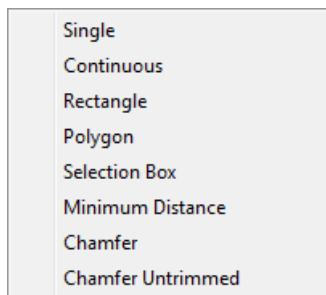 Single
Continuous
Rectangle
Polygon
Selection Box
Minimum Distance
Chamfer
Chamfer Untrimmed